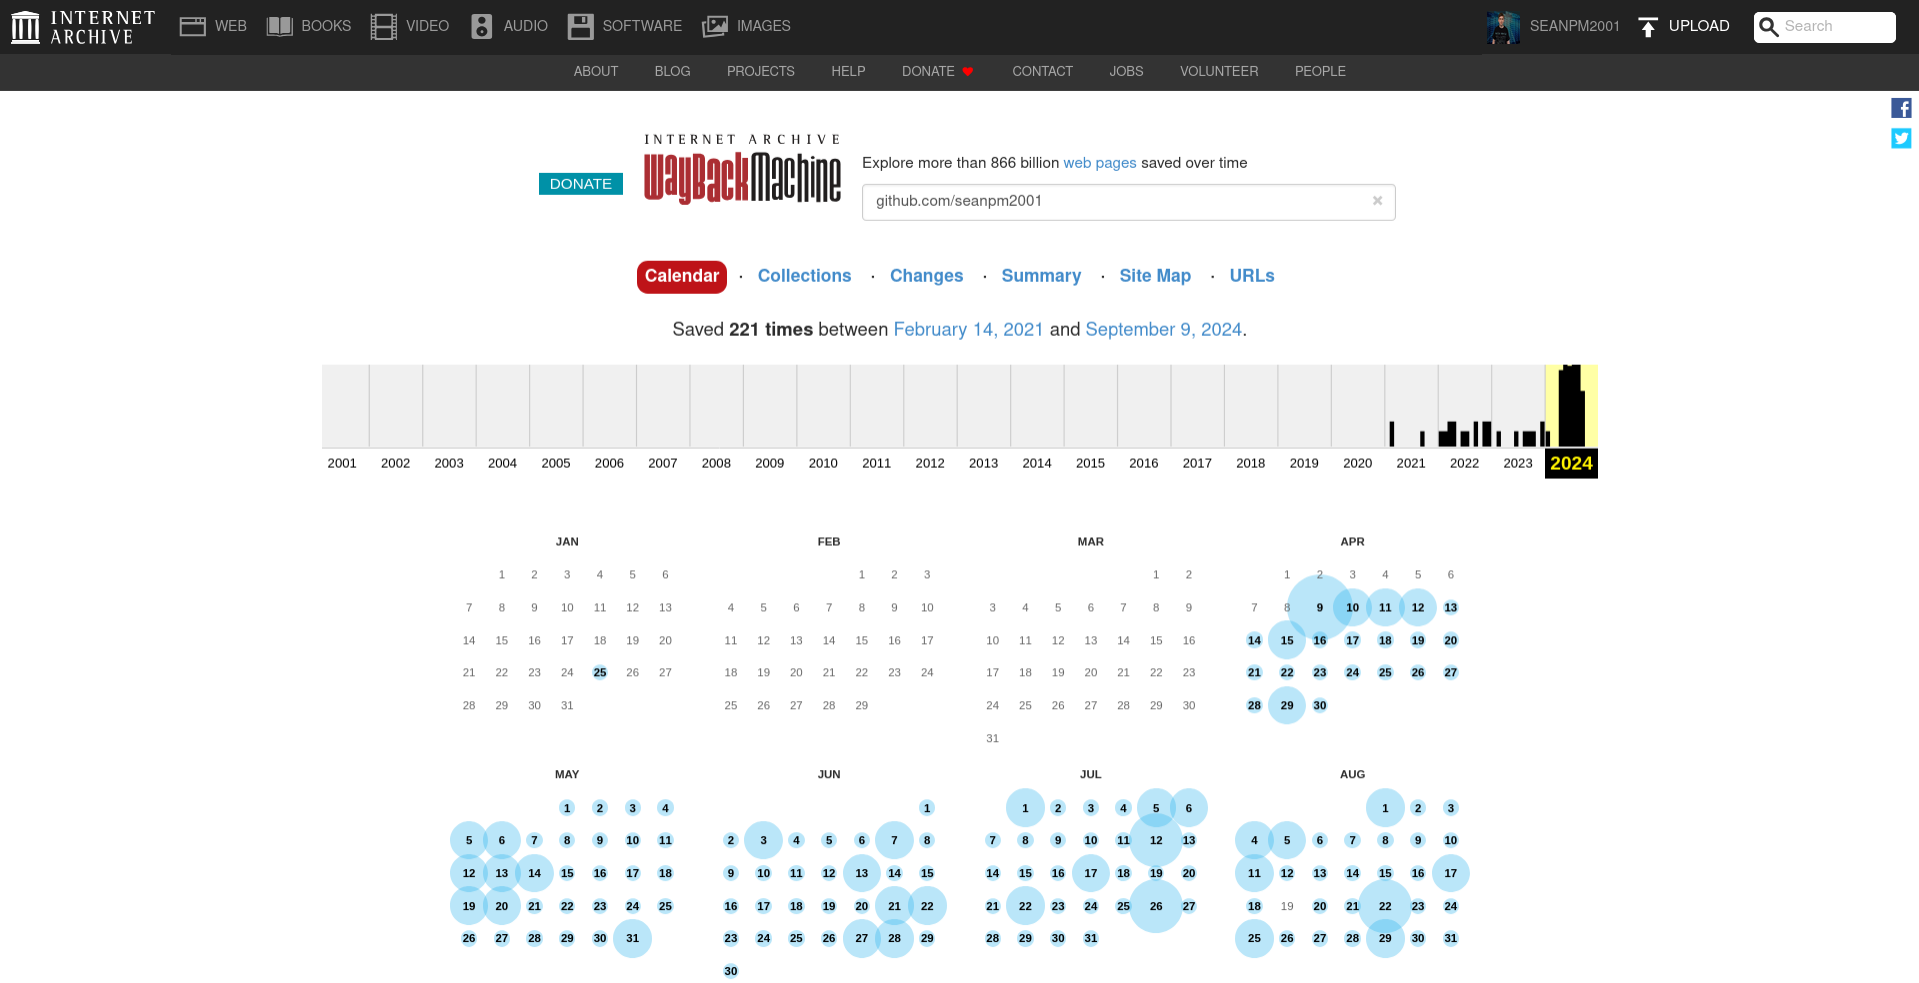 INTERNET ARCHIVE
WEB BOOKS VIDEO AUDIO SOFTWARE IMAGES SEANPM2001 UPLOAD Search
ABOUT BLOG PROJECTS HELP DONATE CONTACT JOBS VOLUNTEER PEOPLE
INTERNET ARCHIVE
WayBackMachine
DONATE
Explore more than 866 billion web pages saved over time
github.com/seanpm2001 ×
Calendar · Collections · Changes · Summary · Site Map · URLs
Saved 221 times between February 14, 2021 and September 9, 2024.
2001 2002 2003 2004 2005 2006 2007 2008 2009 2010 2011 2012 2013 2014 2015 2016 2017 2018 2019 2020 2021 2022 2023 2024
JAN
1 2 3 4 5 6
7 8 9 10 11 12 13
14 15 16 17 18 19 20
21 22 23 24 25 26 27
28 29 30 31
FEB
1 2 3
4 5 6 7 8 9 10
11 12 13 14 15 16 17
18 19 20 21 22 23 24
25 26 27 28 29
MAR
1 2
3 4 5 6 7 8 9
10 11 12 13 14 15 16
17 18 19 20 21 22 23
24 25 26 27 28 29 30
31
APR
1 2 3 4 5 6
7 8 9 10 11 12 13
14 15 16 17 18 19 20
21 22 23 24 25 26 27
28 29 30
MAY
1 2 3 4
5 6 7 8 9 10 11
12 13 14 15 16 17 18
19 20 21 22 23 24 25
26 27 28 29 30 31
JUN
1
2 3 4 5 6 7 8
9 10 11 12 13 14 15
16 17 18 19 20 21 22
23 24 25 26 27 28 29
30
JUL
1 2 3 4 5 6
7 8 9 10 11 12 13
14 15 16 17 18 19 20
21 22 23 24 25 26 27
28 29 30 31
AUG
1 2 3
4 5 6 7 8 9 10
11 12 13 14 15 16 17
18 19 20 21 22 23 24
25 26 27 28 29 30 31